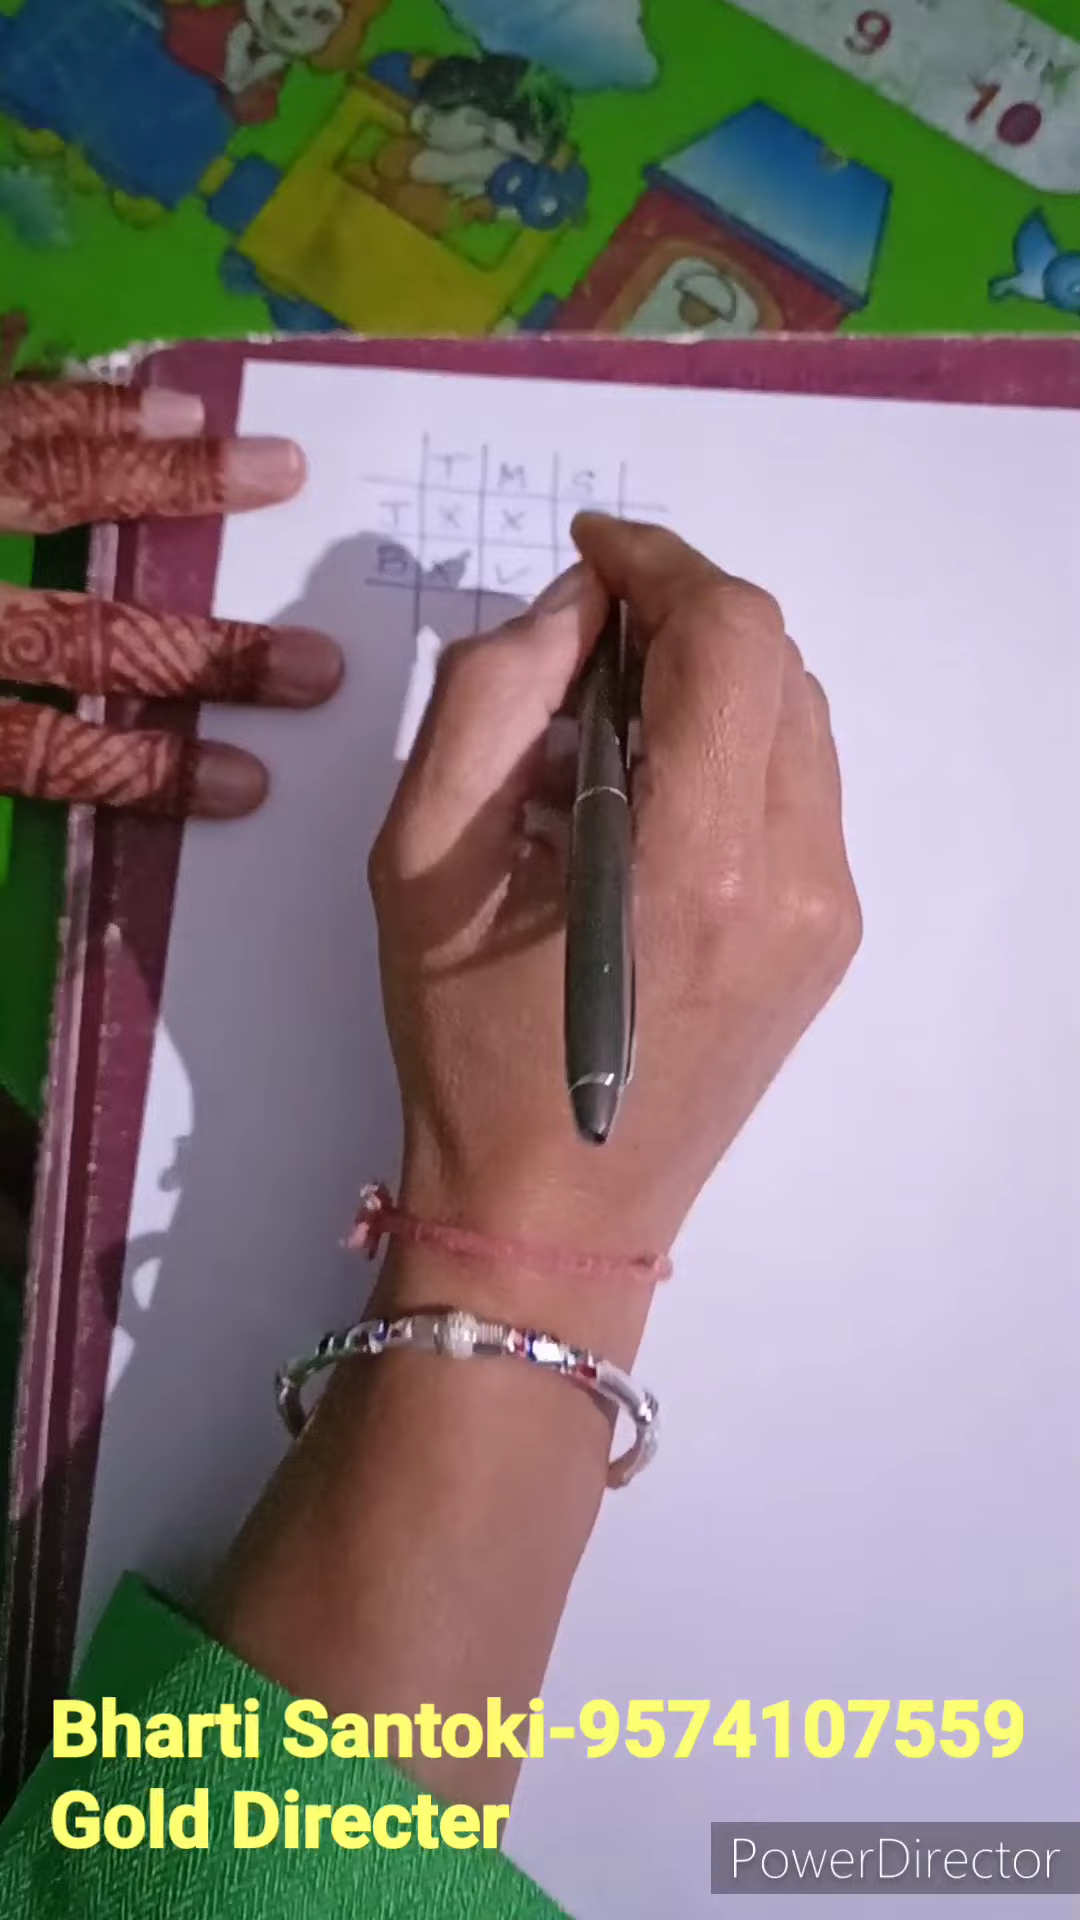 9
10
T M S
J X X
B X ✓
Bharti Santoki-9574107559
Gold Directer
PowerDirector